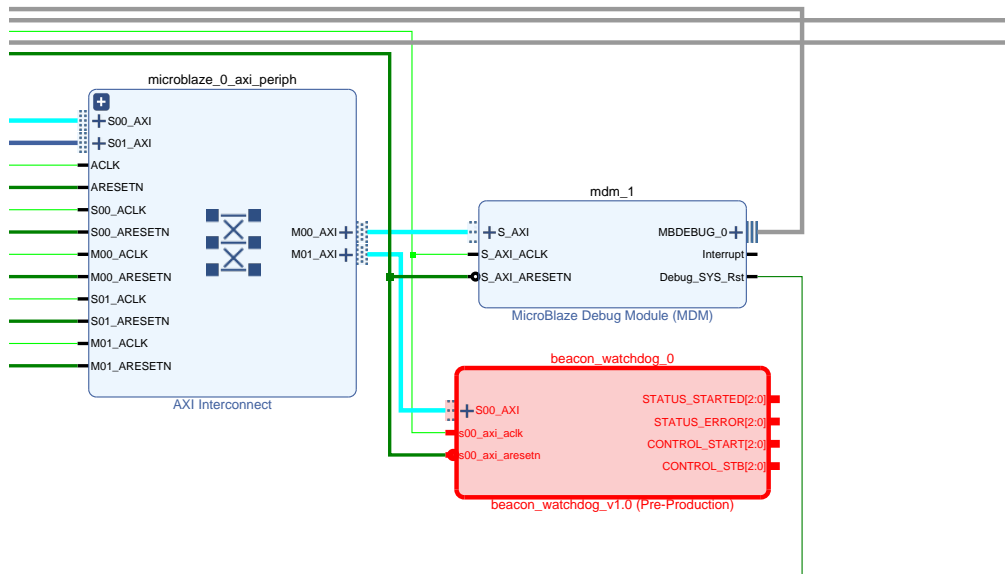 microblaze_0_axi_periph
S00_AXI
S01_AXI
ACLK
ARESETN
S00_ACLK
S00_ARESETN
M00_ACLK
M00_ARESETN
S01_ACLK
S01_ARESETN
M01_ACLK
M01_ARESETN
M00_AXI
M01_AXI
AXI Interconnect
mdm_1
S_AXI
S_AXI_ACLK
S_AXI_ARESETN
MBDEBUG_0
Interrupt
Debug_SYS_Rst
MicroBlaze Debug Module (MDM)
beacon_watchdog_0
S00_AXI
s00_axi_aclk
s00_axi_aresetn
STATUS_STARTED[2:0]
STATUS_ERROR[2:0]
CONTROL_START[2:0]
CONTROL_STB[2:0]
beacon_watchdog_v1.0 (Pre-Production)